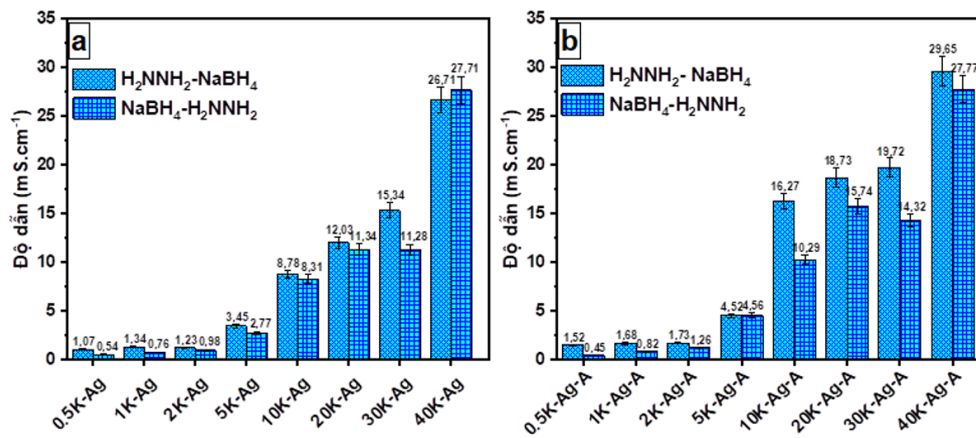 a
H₂NNH₂-NaBH₄
NaBH₄-H₂NNH₂
Độ dẫn (mS.cm⁻¹)
35
30
25
20
15
10
5
0
1,07 0,54
1,34 0,76
1,23 0,98
3,45 2,77
8,78 8,31
12,03 11,34
15,34 11,28
26,71 27,71
0.5K-Ag
1K-Ag
2K-Ag
5K-Ag
10K-Ag
20K-Ag
30K-Ag
40K-Ag
b
H₂NNH₂- NaBH₄
NaBH₄-H₂NNH₂
Độ dẫn (mS.cm⁻¹)
35
30
25
20
15
10
5
0
1,52 0,45
1,68 0,82
1,73 1,26
4,52 4,56
16,27 10,29
18,73 15,74
19,72 14,32
29,65 27,77
0.5K-Ag-A
1K-Ag-A
2K-Ag-A
5K-Ag-A
10K-Ag-A
20K-Ag-A
30K-Ag-A
40K-Ag-A